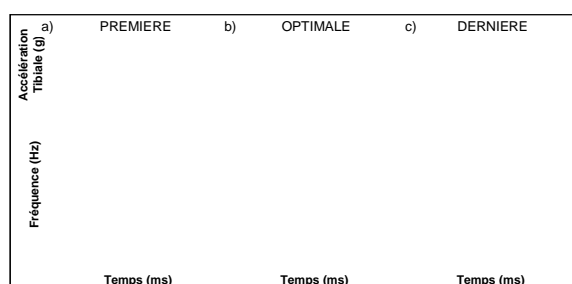 a) PREMIERE b) OPTIMALE c) DERNIERE
Accélération
Tibiale (g)
Fréquence (Hz)
Temps (ms) Temps (ms) Temps (ms)